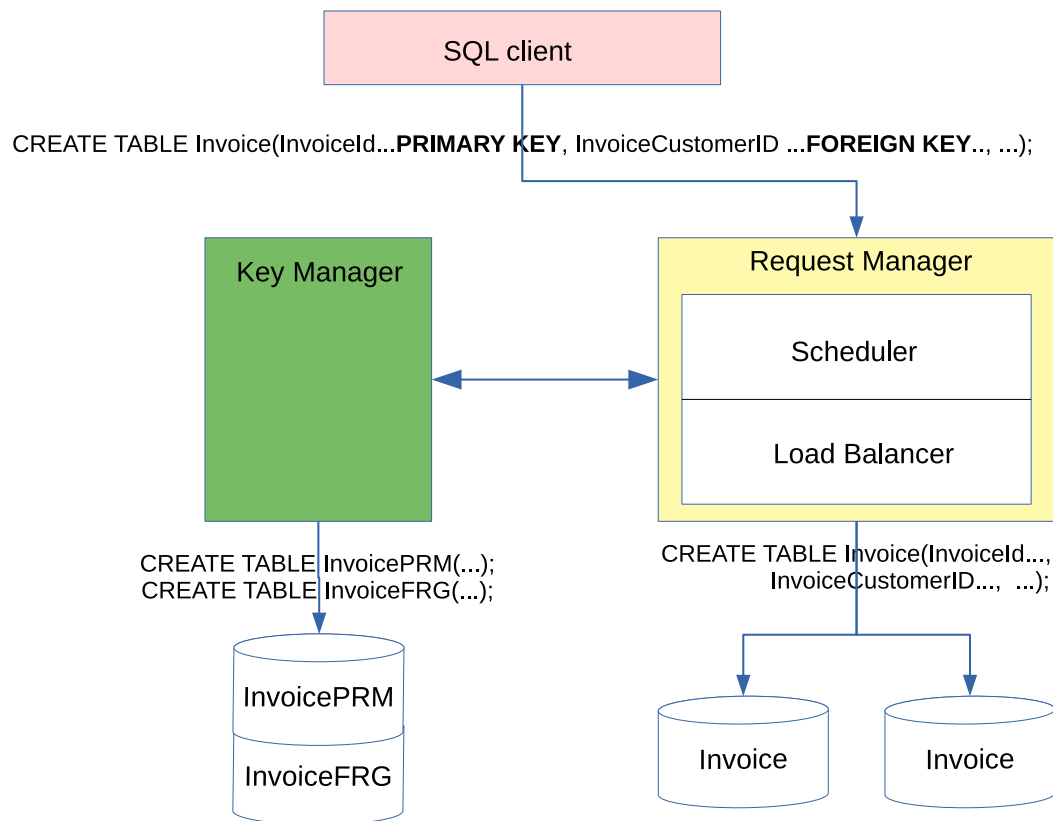 SQL client
CREATE TABLE Invoice(InvoiceId...PRIMARY KEY, InvoiceCustomerID ...FOREIGN KEY.., ...);
Key Manager
Request Manager
Scheduler
Load Balancer
CREATE TABLE InvoicePRM(...);
CREATE TABLE InvoiceFRG(...);
CREATE TABLE Invoice(InvoiceId...,
InvoiceCustomerID..., ...);
InvoicePRM
InvoiceFRG
Invoice
Invoice